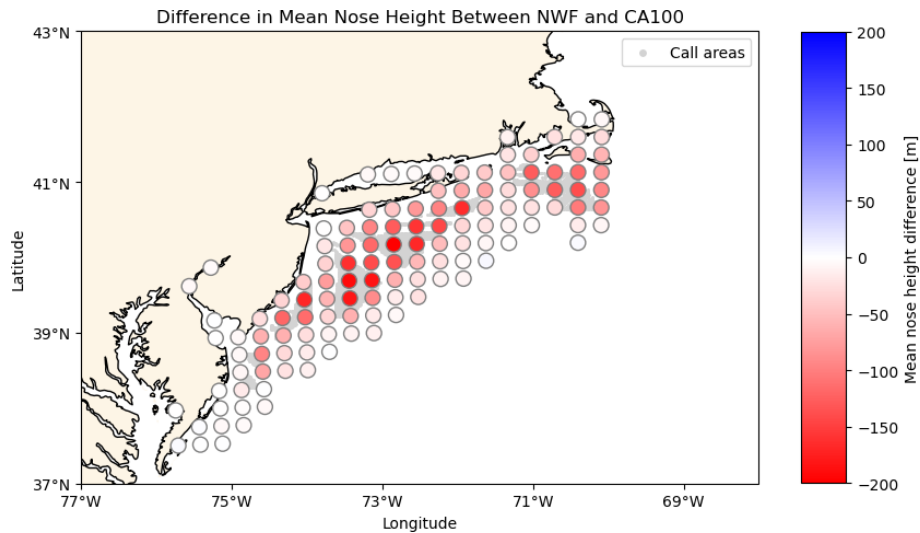 Difference in Mean Nose Height Between NWF and CA100
43°N
41°N
39°N
37°N
Latitude
77°W
75°W
73°W
71°W
69°W
Longitude
Call areas
200
150
100
50
0
−50
−100
−150
−200
Mean nose height difference [m]